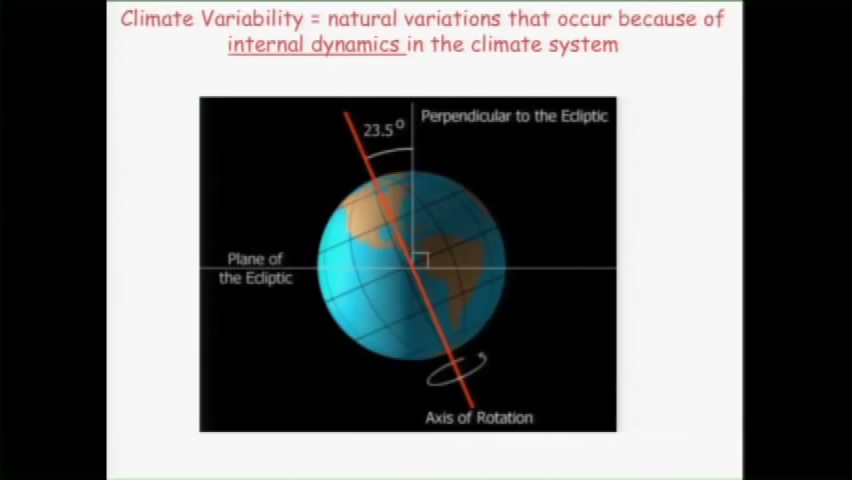 Climate Variability = natural variations that occur because of
internal dynamics in the climate system
23.5°
Perpendicular to the Ecliptic
Plane of
the Ecliptic
Axis of Rotation